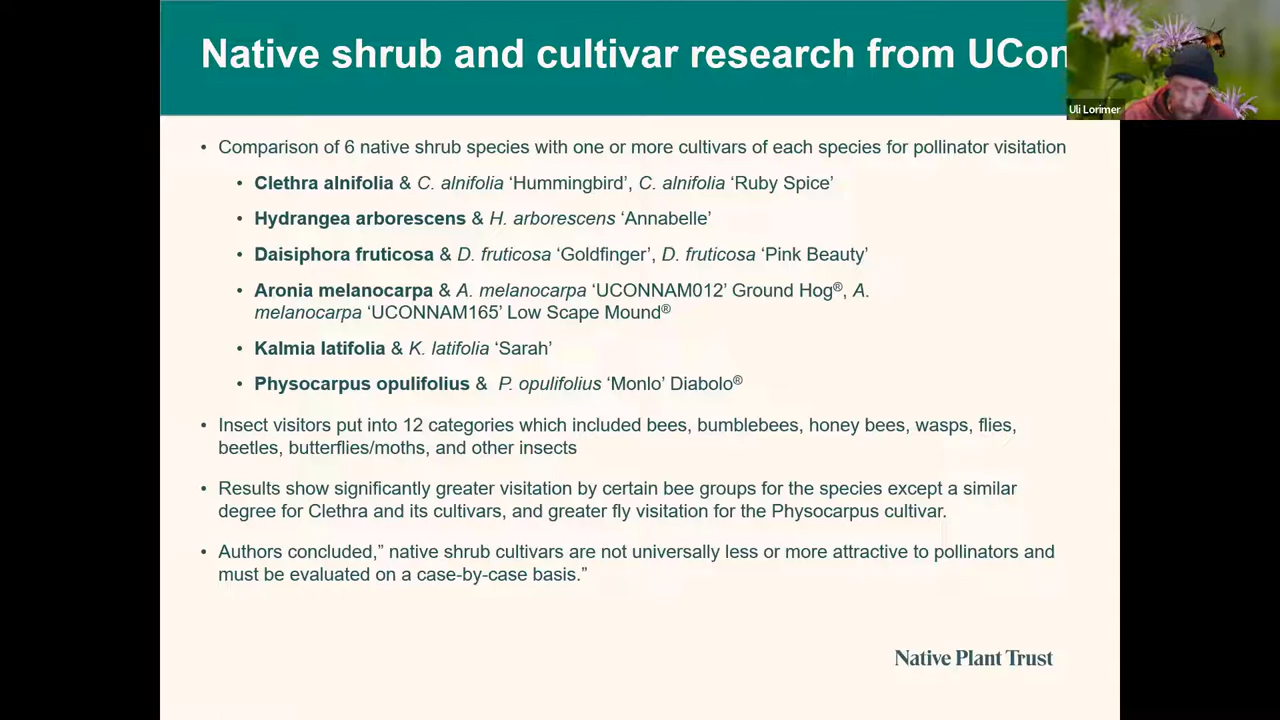 Native shrub and cultivar research from UCon
Uli Lorimer
• Comparison of 6 native shrub species with one or more cultivars of each species for pollinator visitation
• Clethra alnifolia & C. alnifolia ‘Hummingbird’, C. alnifolia ‘Ruby Spice’
• Hydrangea arborescens & H. arborescens ‘Annabelle’
• Daisiphora fruticosa & D. fruticosa ‘Goldfinger’, D. fruticosa ‘Pink Beauty’
• Aronia melanocarpa & A. melanocarpa ‘UCONNAM012’ Ground Hog®, A.
melanocarpa ‘UCONNAM165’ Low Scape Mound®
• Kalmia latifolia & K. latifolia ‘Sarah’
• Physocarpus opulifolius & P. opulifolius ‘Monlo’ Diabolo®
• Insect visitors put into 12 categories which included bees, bumblebees, honey bees, wasps, flies,
beetles, butterflies/moths, and other insects
• Results show significantly greater visitation by certain bee groups for the species except a similar
degree for Clethra and its cultivars, and greater fly visitation for the Physocarpus cultivar.
• Authors concluded,” native shrub cultivars are not universally less or more attractive to pollinators and
must be evaluated on a case-by-case basis.”
Native Plant Trust